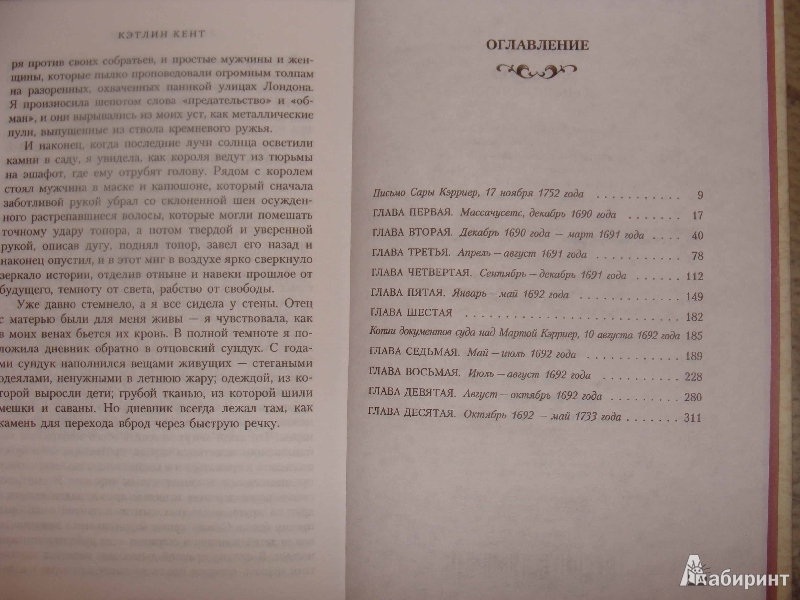 КЭТЛИН КЕНТ
ря против своих собратьев, и простые мужчины и жен-
щины, которые пылко проповедовали огромным толпам
на разоренных, охваченных паникой улицах Лондона.
Я произносила шепотом слова «предательство» и «об-
ман», и они вырывались из моих уст, как металлические
пули, выпущенные из ствола кремневого ружья.
И наконец, когда последние лучи солнца осветили
камни в саду, я увидела, как короля ведут из тюрьмы
на эшафот, где ему отрубят голову. Рядом с королем
стоял мужчина в маске и капюшоне, который сначала
заботливой рукой убрал со склоненной шеи осужден-
ного растрепавшиеся волосы, которые могли помешать
точному удару топора, а потом твердой и уверенной
рукой, описав дугу, поднял топор, завел его назад и
наконец опустил, и в этот миг в воздухе ярко сверкнуло
зеркало истории, отделив отныне и навеки прошлое от
будущего, темноту от света, рабство от свободы.
Уже давно стемнело, а я все сидела у стены. Отец
с матерью были для меня живы — я чувствовала, как
в моих венах бьется их кровь. В полной темноте я по-
ложила дневник обратно в отцовский сундук. С года-
ми сундук наполнился вещами живущих — стегаными
одеялами, ненужными в летнюю жару; одеждой, из ко-
торой выросли дети; грубой тканью, из которой шили
мешки и саваны. Но дневник всегда лежал там, как
камень для перехода вброд через быструю речку.
ОГЛАВЛЕНИЕ
Письмо Сары Кэрриер, 17 ноября 1752 года . . . . . . . . . . . 9
ГЛАВА ПЕРВАЯ. Массачусетс, декабрь 1690 года . . . . . . . . 17
ГЛАВА ВТОРАЯ. Декабрь 1690 года — март 1691 года . . . . 40
ГЛАВА ТРЕТЬЯ. Апрель — август 1691 года . . . . . . . . . . . 78
ГЛАВА ЧЕТВЕРТАЯ. Сентябрь — декабрь 1691 года . . . . . . 112
ГЛАВА ПЯТАЯ. Январь — май 1692 года . . . . . . . . . . . . . 149
ГЛАВА ШЕСТАЯ . . . . . . . . . . . . . . . . . . . . . . . . 182
Копии документов суда над Мартой Кэрриер, 10 августа 1692 года 185
ГЛАВА СЕДЬМАЯ. Май — июль 1692 года . . . . . . . . . . . . 189
ГЛАВА ВОСЬМАЯ. Июль — август 1692 года . . . . . . . . . . 228
ГЛАВА ДЕВЯТАЯ. Август — октябрь 1692 года . . . . . . . . . 280
ГЛАВА ДЕСЯТАЯ. Октябрь 1692 — май 1733 года . . . . . . . 311
Лабиринт